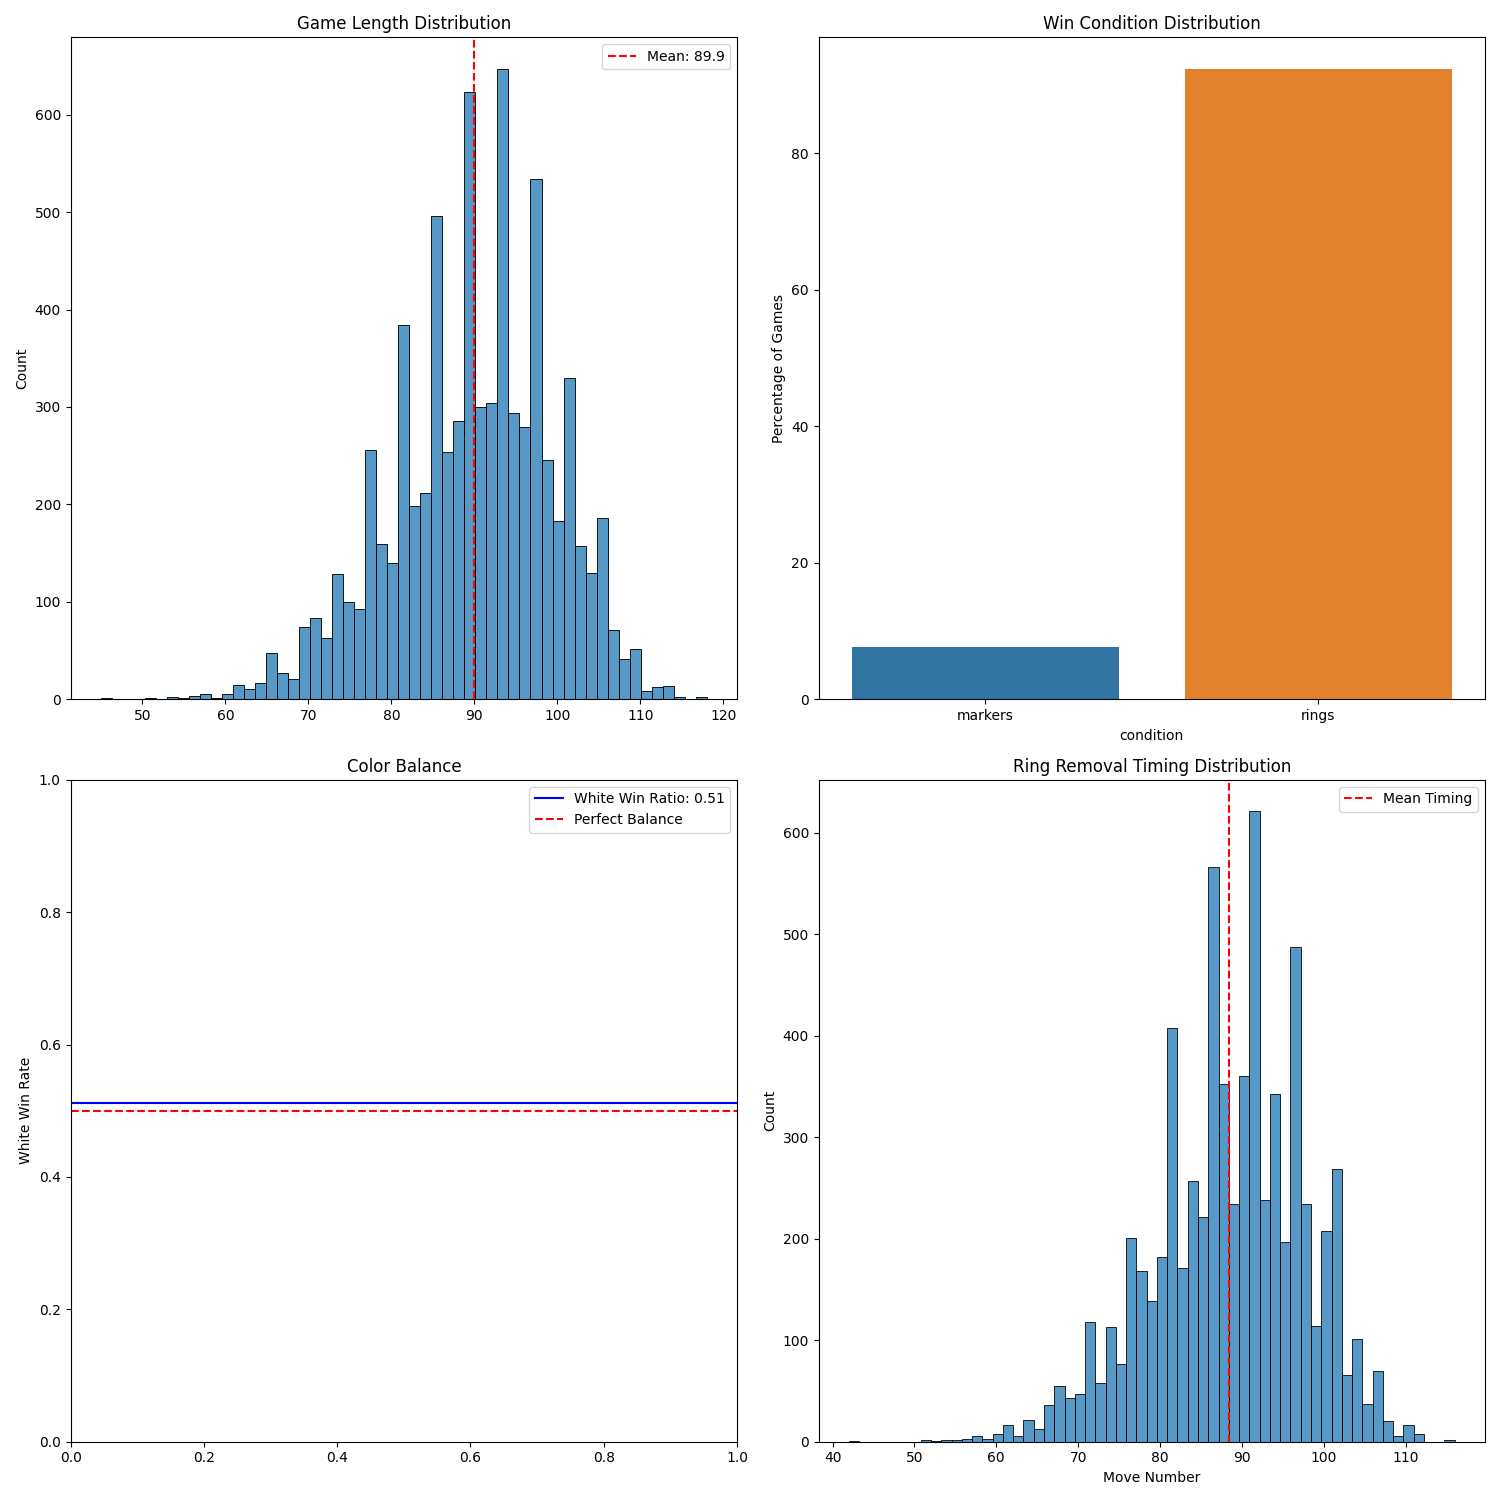 Game Length Distribution
Mean: 89.9
Count
600
500
400
300
200
100
0
50 60 70 80 90 100 110 120
Win Condition Distribution
Percentage of Games
80
60
40
20
0
markers rings
condition
Color Balance
White Win Ratio: 0.51
Perfect Balance
White Win Rate
1.0
0.8
0.6
0.4
0.2
0.0
0.0 0.2 0.4 0.6 0.8 1.0
Ring Removal Timing Distribution
Mean Timing
Count
600
500
400
300
200
100
0
40 50 60 70 80 90 100 110
Move Number